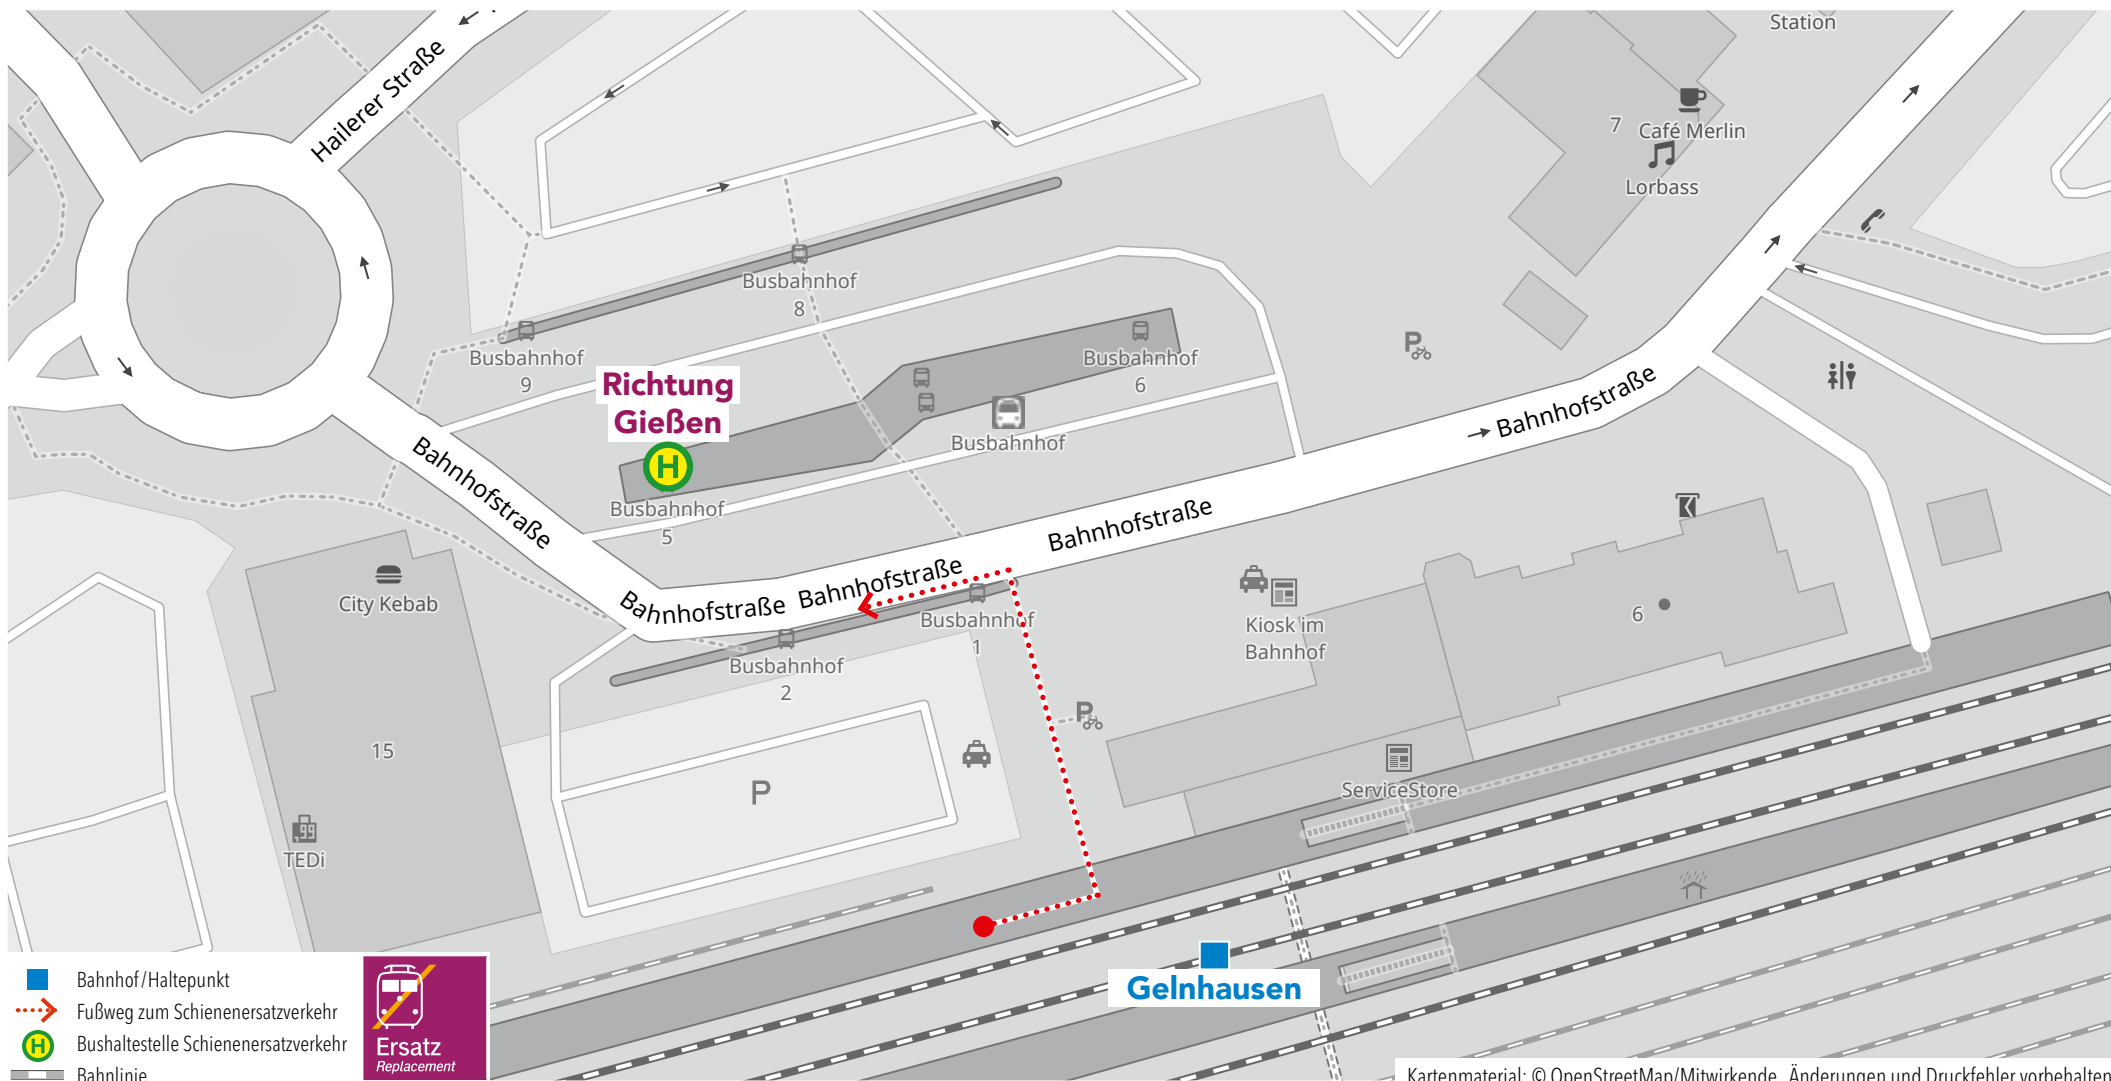 Station
Hailerer Straße
7
Café Merlin
Lorbass
Busbahnhof
8
Busbahnhof
9
Busbahnhof
6
Richtung
Gießen
H
Busbahnhof
Busbahnhof
5
P
Bahnhofstraße
Bahnhofstraße
Bahnhofstraße
Bahnhofstraße
Bahnhofstraße
City Kebab
Busbahnhof
1
Busbahnhof
2
Kiosk im
Bahnhof
6
P
15
P
ServiceStore
TEDi
Gelnhausen
Bahnhof/Haltepunkt
Fußweg zum Schienenersatzverkehr
H
Bushaltestelle Schienenersatzverkehr
Bahnlinie
Ersatz
Replacement
Kartenmaterial: © OpenStreetMap/Mitwirkende, Änderungen und Druckfehler vorbehalten